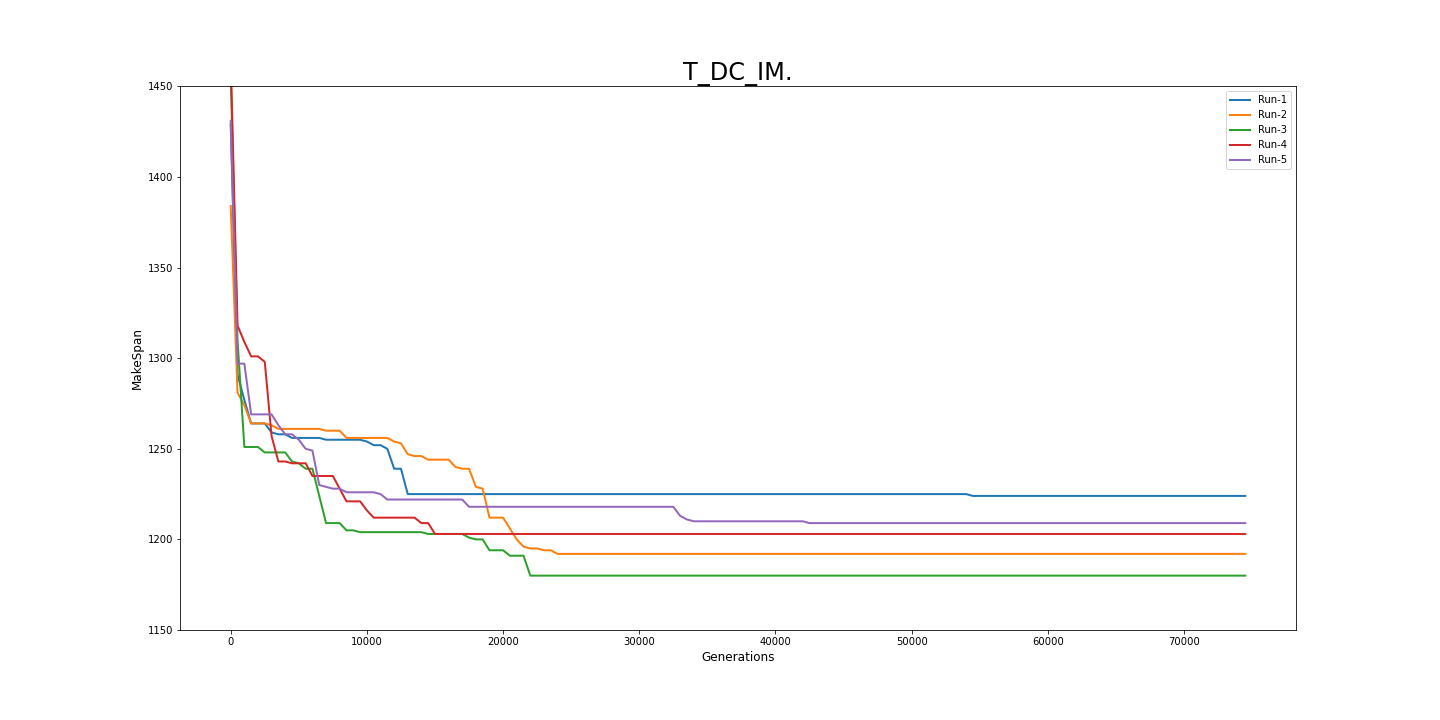 T_DC_IM.
1450
1400
1350
1300
1250
1200
1150
MakeSpan
0 10000 20000 30000 40000 50000 60000 70000
Generations
Run-1
Run-2
Run-3
Run-4
Run-5